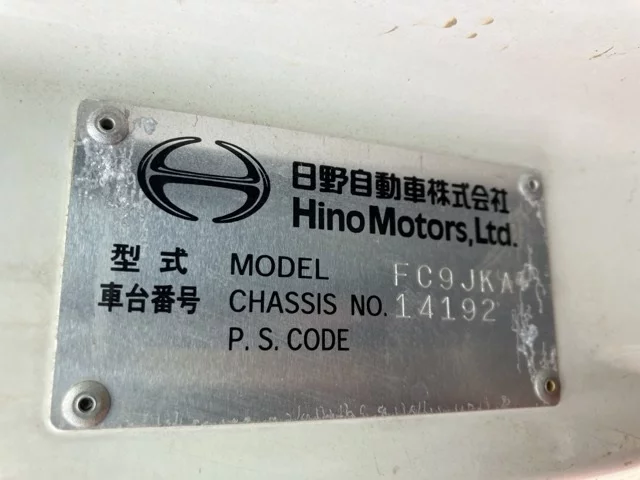 日野自動車株式会社
Hino Motors, Ltd.
型式 MODEL FC9JKA
車台番号 CHASSIS NO. 14192
P. S. CODE